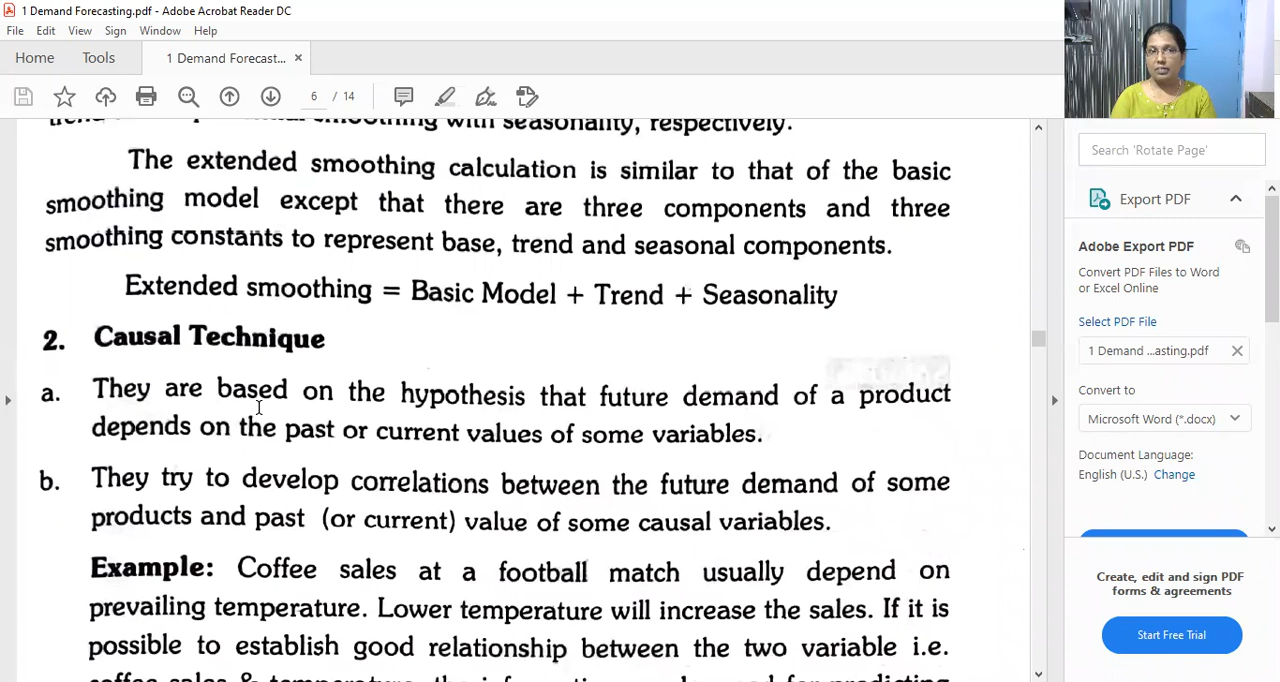 1 Demand Forecasting.pdf - Adobe Acrobat Reader DC
File Edit View Sign Window Help
Home Tools 1 Demand Forecast... ×
6 / 14
smoothing with seasonality, respectively.
The extended smoothing calculation is similar to that of the basic
smoothing model except that there are three components and three
smoothing constants to represent base, trend and seasonal components.
Extended smoothing = Basic Model + Trend + Seasonality
2. Causal Technique
a. They are based on the hypothesis that future demand of a product
depends on the past or current values of some variables.
b. They try to develop correlations between the future demand of some
products and past (or current) value of some causal variables.
Example: Coffee sales at a football match usually depend on
prevailing temperature. Lower temperature will increase the sales. If it is
possible to establish good relationship between the two variable i.e.
coffee sales & temperature, the
Search 'Rotate Page'
Export PDF
Adobe Export PDF
Convert PDF Files to Word
or Excel Online
Select PDF File
1 Demand ...asting.pdf
Convert to
Microsoft Word (*.docx)
Document Language:
English (U.S.) Change
Create, edit and sign PDF
forms & agreements
Start Free Trial